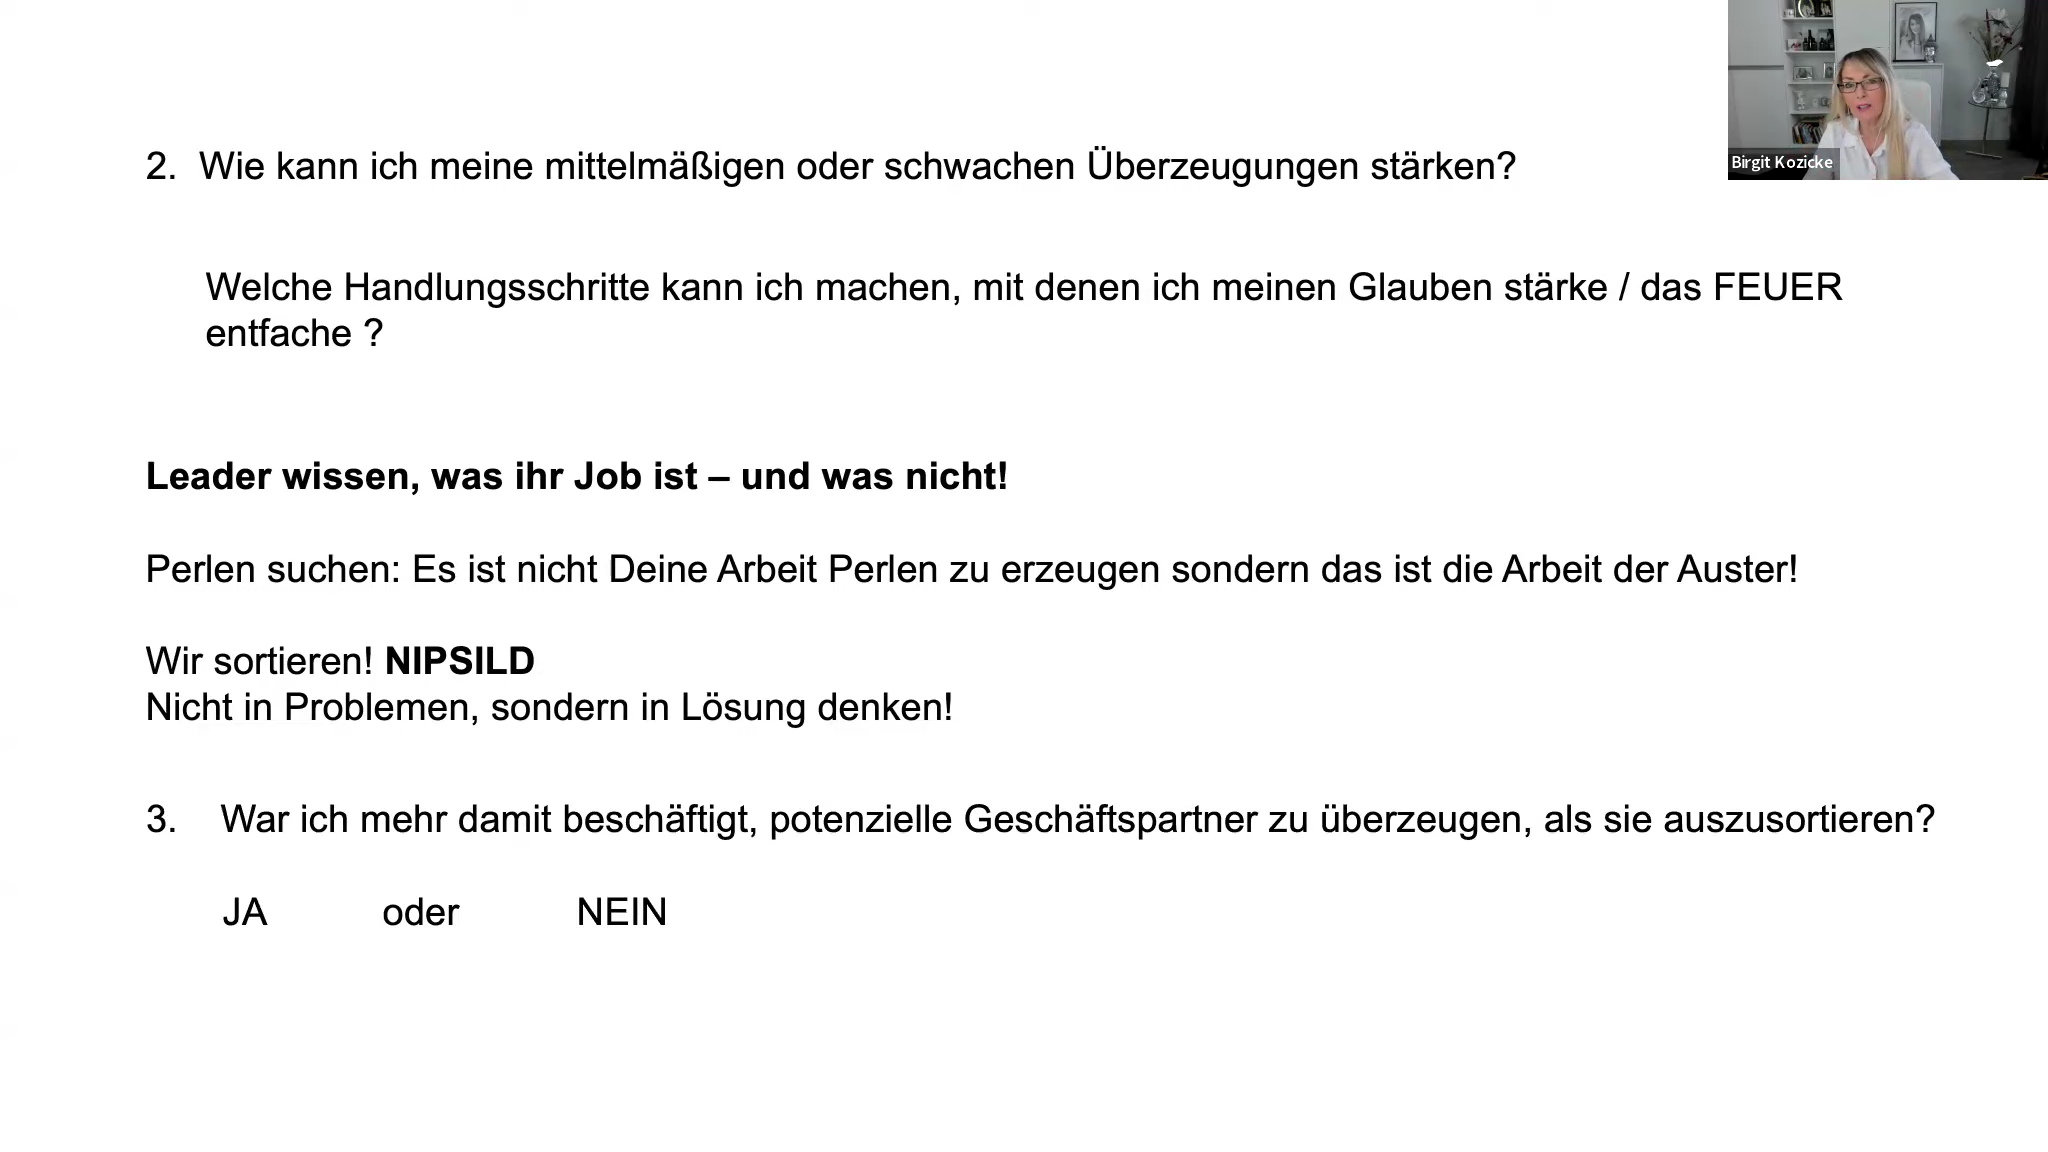 2. Wie kann ich meine mittelmäßigen oder schwachen Überzeugungen stärken?
Welche Handlungsschritte kann ich machen, mit denen ich meinen Glauben stärke / das FEUER
entfache ?
Leader wissen, was ihr Job ist – und was nicht!
Perlen suchen: Es ist nicht Deine Arbeit Perlen zu erzeugen sondern das ist die Arbeit der Auster!
Wir sortieren! NIPSILD
Nicht in Problemen, sondern in Lösung denken!
3. War ich mehr damit beschäftigt, potenzielle Geschäftspartner zu überzeugen, als sie auszusortieren?
JA oder NEIN
Birgit Kozicke